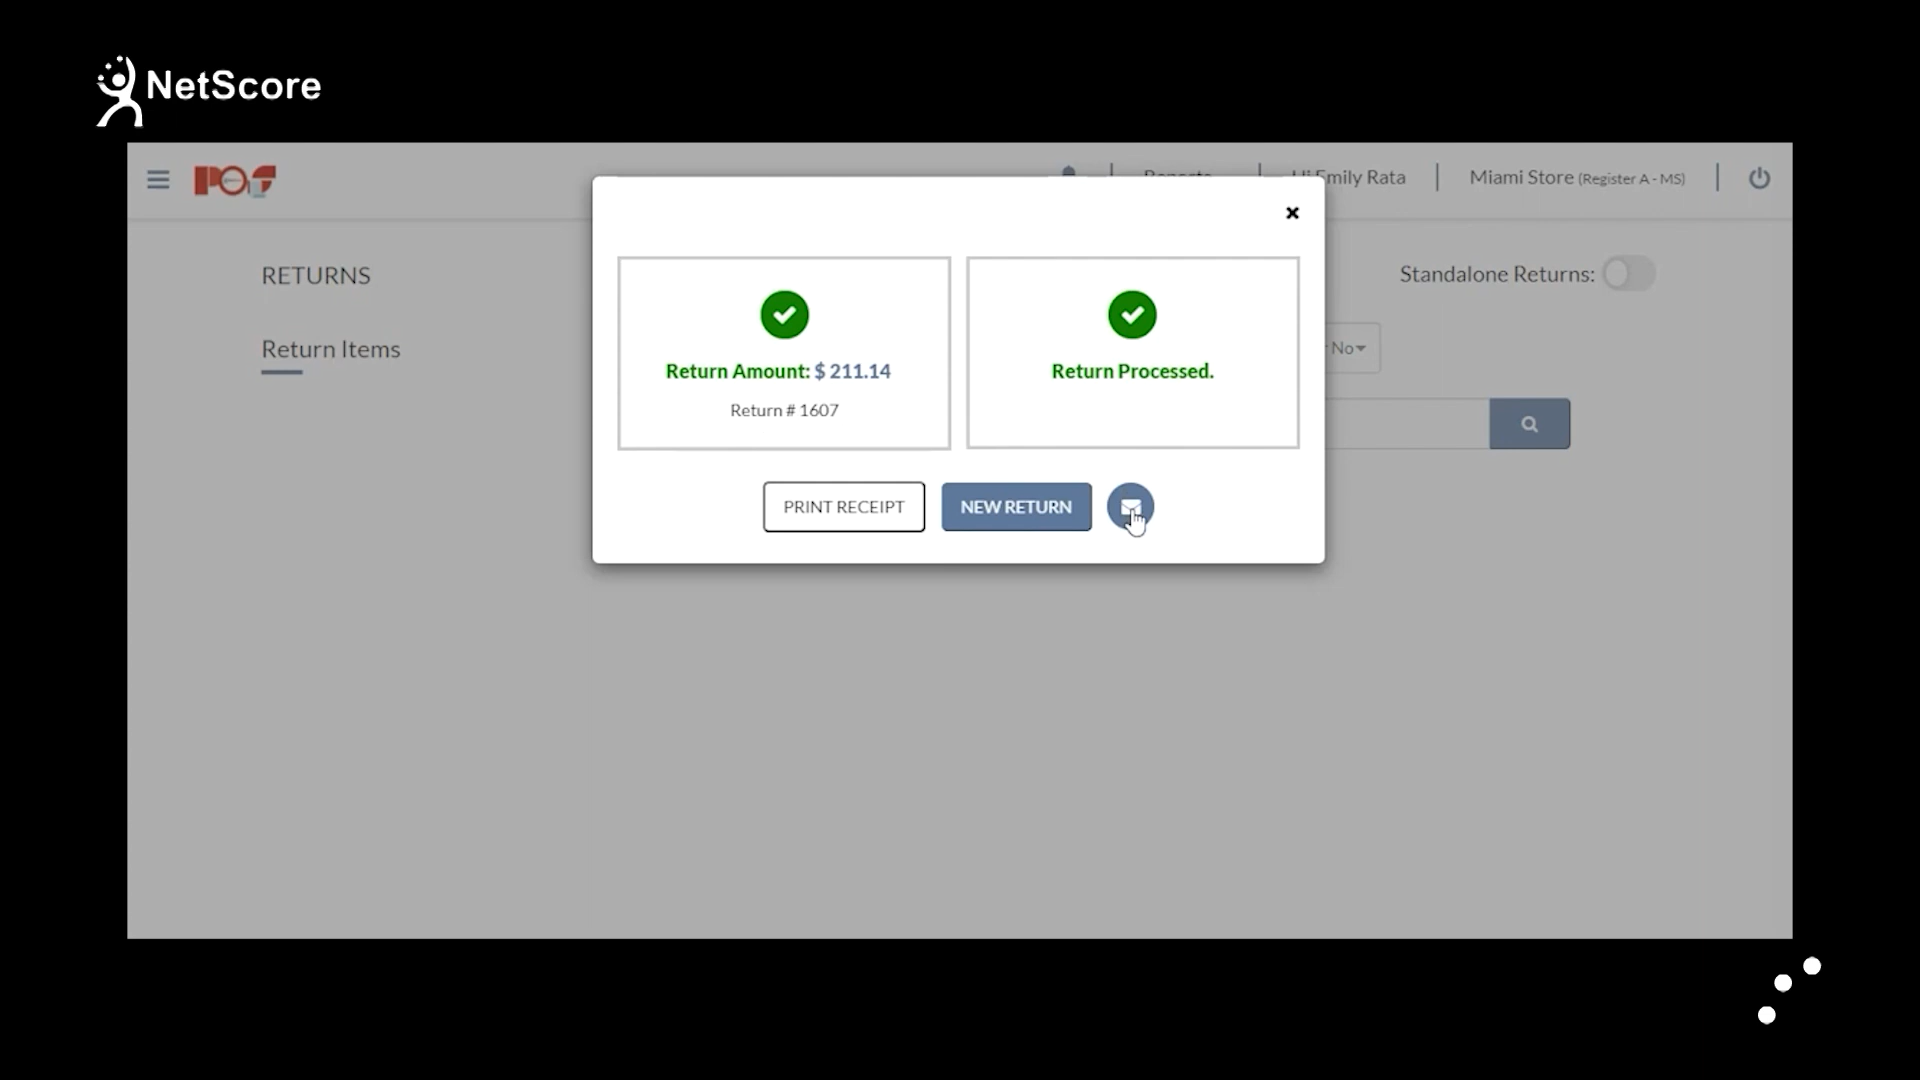 NetScore
POS
Emily Rata
Miami Store (Register A - MS)
RETURNS
Standalone Returns:
Return Items
No
Return Amount: $ 211.14
Return # 1607
Return Processed.
PRINT RECEIPT
NEW RETURN